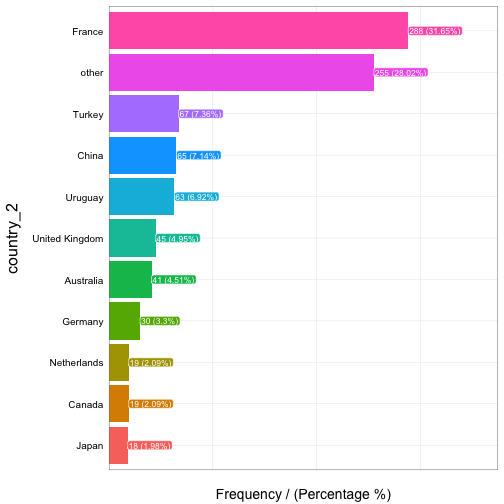 France
288 (31.65%)
other
255 (28.02%)
Turkey
67 (7.36%)
China
65 (7.14%)
Uruguay
63 (6.92%)
United Kingdom
45 (4.95%)
Australia
41 (4.51%)
Germany
30 (3.3%)
Netherlands
19 (2.09%)
Canada
19 (2.09%)
Japan
18 (1.98%)
country_2
Frequency / (Percentage %)